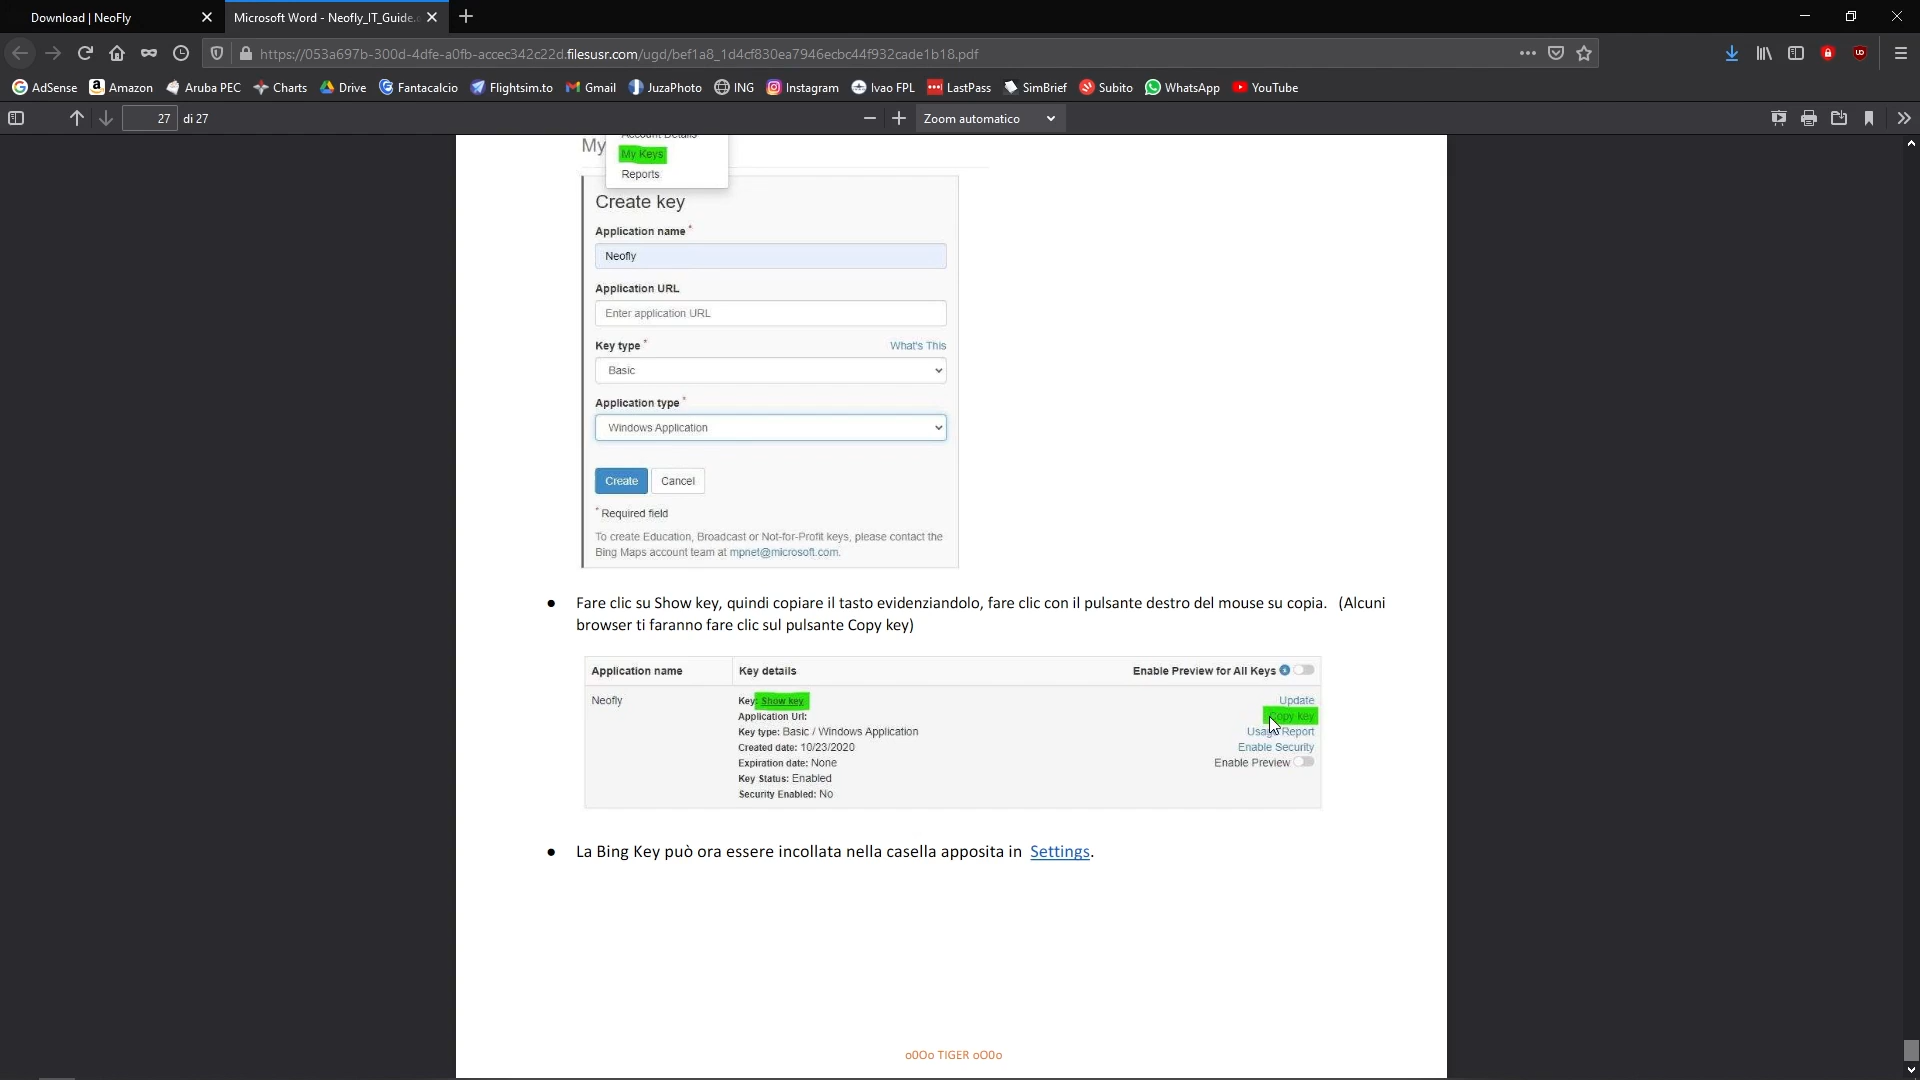 Download | NeoFly
Microsoft Word - Neofly_IT_Guide.
https://053a697b-300d-4dfe-a0fb-accec342c22d.filesusr.com/ugd/bef1a8_1d4cf830ea7946ecbc44f932cade1b18.pdf
AdSense Amazon Aruba PEC Charts Drive Fantacalcio Flightsim.to Gmail JuzaPhoto ING Instagram Ivao FPL LastPass SimBrief Subito WhatsApp YouTube
27 di 27 Zoom automatico
Account Details
My
My Keys
Reports
Create key
Application name *
Neofly
Application URL
Enter application URL
Key type * What's This
Basic
Application type *
Windows Application
Create Cancel
* Required field
To create Education, Broadcast or Not-for-Profit keys, please contact the
Bing Maps account team at mpnet@microsoft.com.
● Fare clic su Show key, quindi copiare il tasto evidenziandolo, fare clic con il pulsante destro del mouse su copia. (Alcuni
browser ti faranno fare clic sul pulsante Copy key)
Application name Key details Enable Preview for All Keys
Neofly Key: Show key Update
Application Url: Copy key
Key type: Basic / Windows Application Usage Report
Created date: 10/23/2020 Enable Security
Expiration date: None Enable Preview
Key Status: Enabled
Security Enabled: No
● La Bing Key può ora essere incollata nella casella apposita in Settings.
oOOo TIGER oOOo